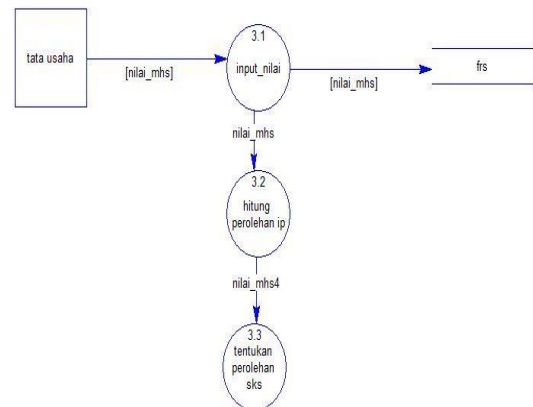 3.1
tata usaha
input_nilai
frs
[nilai_mhs]
[nilai_mhs]
nilai_mhs
3.2
hitung
perolehan ip
nilai_mhs4
3.3
tentukan
perolehan
sks